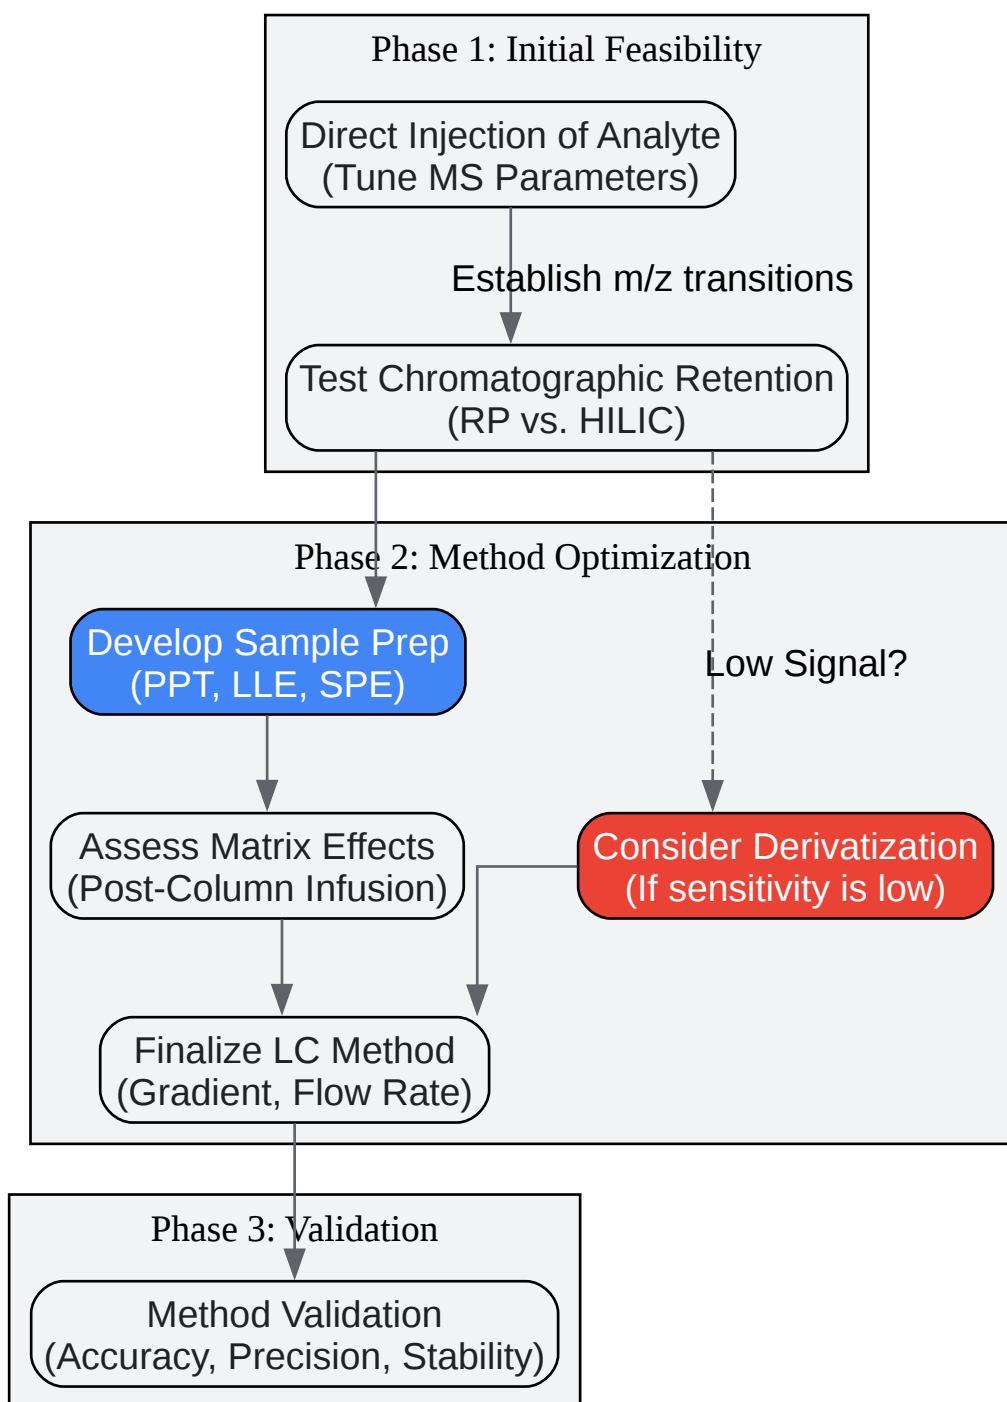 Phase 1: Initial Feasibility
Direct Injection of Analyte
(Tune MS Parameters)
Establish m/z transitions
Test Chromatographic Retention
(RP vs. HILIC)
Phase 2: Method Optimization
Develop Sample Prep
(PPT, LLE, SPE)
Low Signal?
Assess Matrix Effects
(Post-Column Infusion)
Consider Derivatization
(If sensitivity is low)
Finalize LC Method
(Gradient, Flow Rate)
Phase 3: Validation
Method Validation
(Accuracy, Precision, Stability)